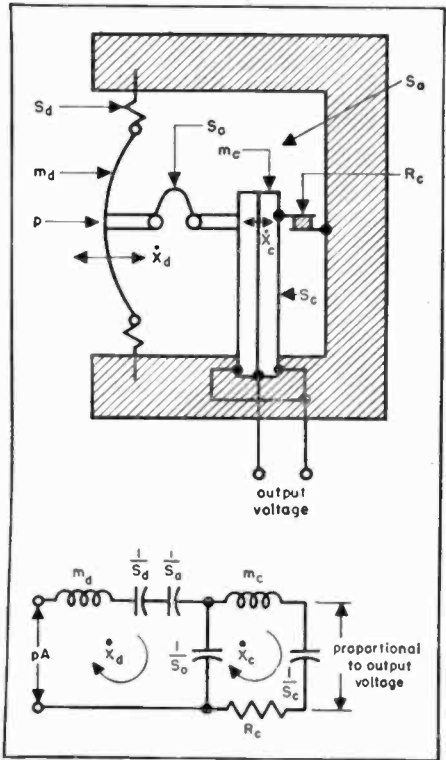 S_d
S_o
S_a
m_c
m_d
R_c
p
ẋ_c
ẋ_d
S_c
output
voltage
m_d
1/S_d
1/S_a
m_c
pA
ẋ_d
1/S_o
ẋ_c
1/S_c
proportional
to output
voltage
R_c